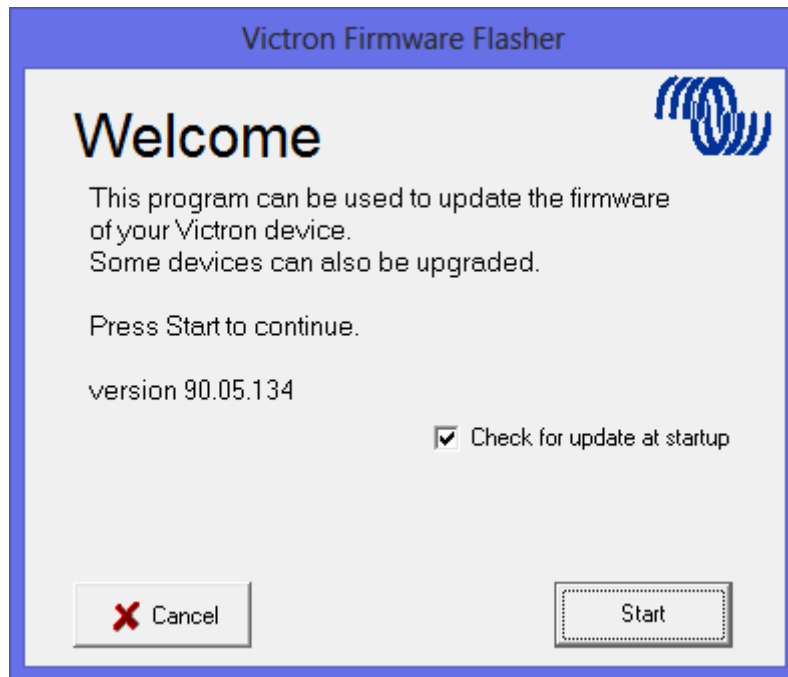 Victron Firmware Flasher
Welcome
This program can be used to update the firmware
of your Victron device.
Some devices can also be upgraded.
Press Start to continue.
version 90.05.134
Check for update at startup
Cancel
Start